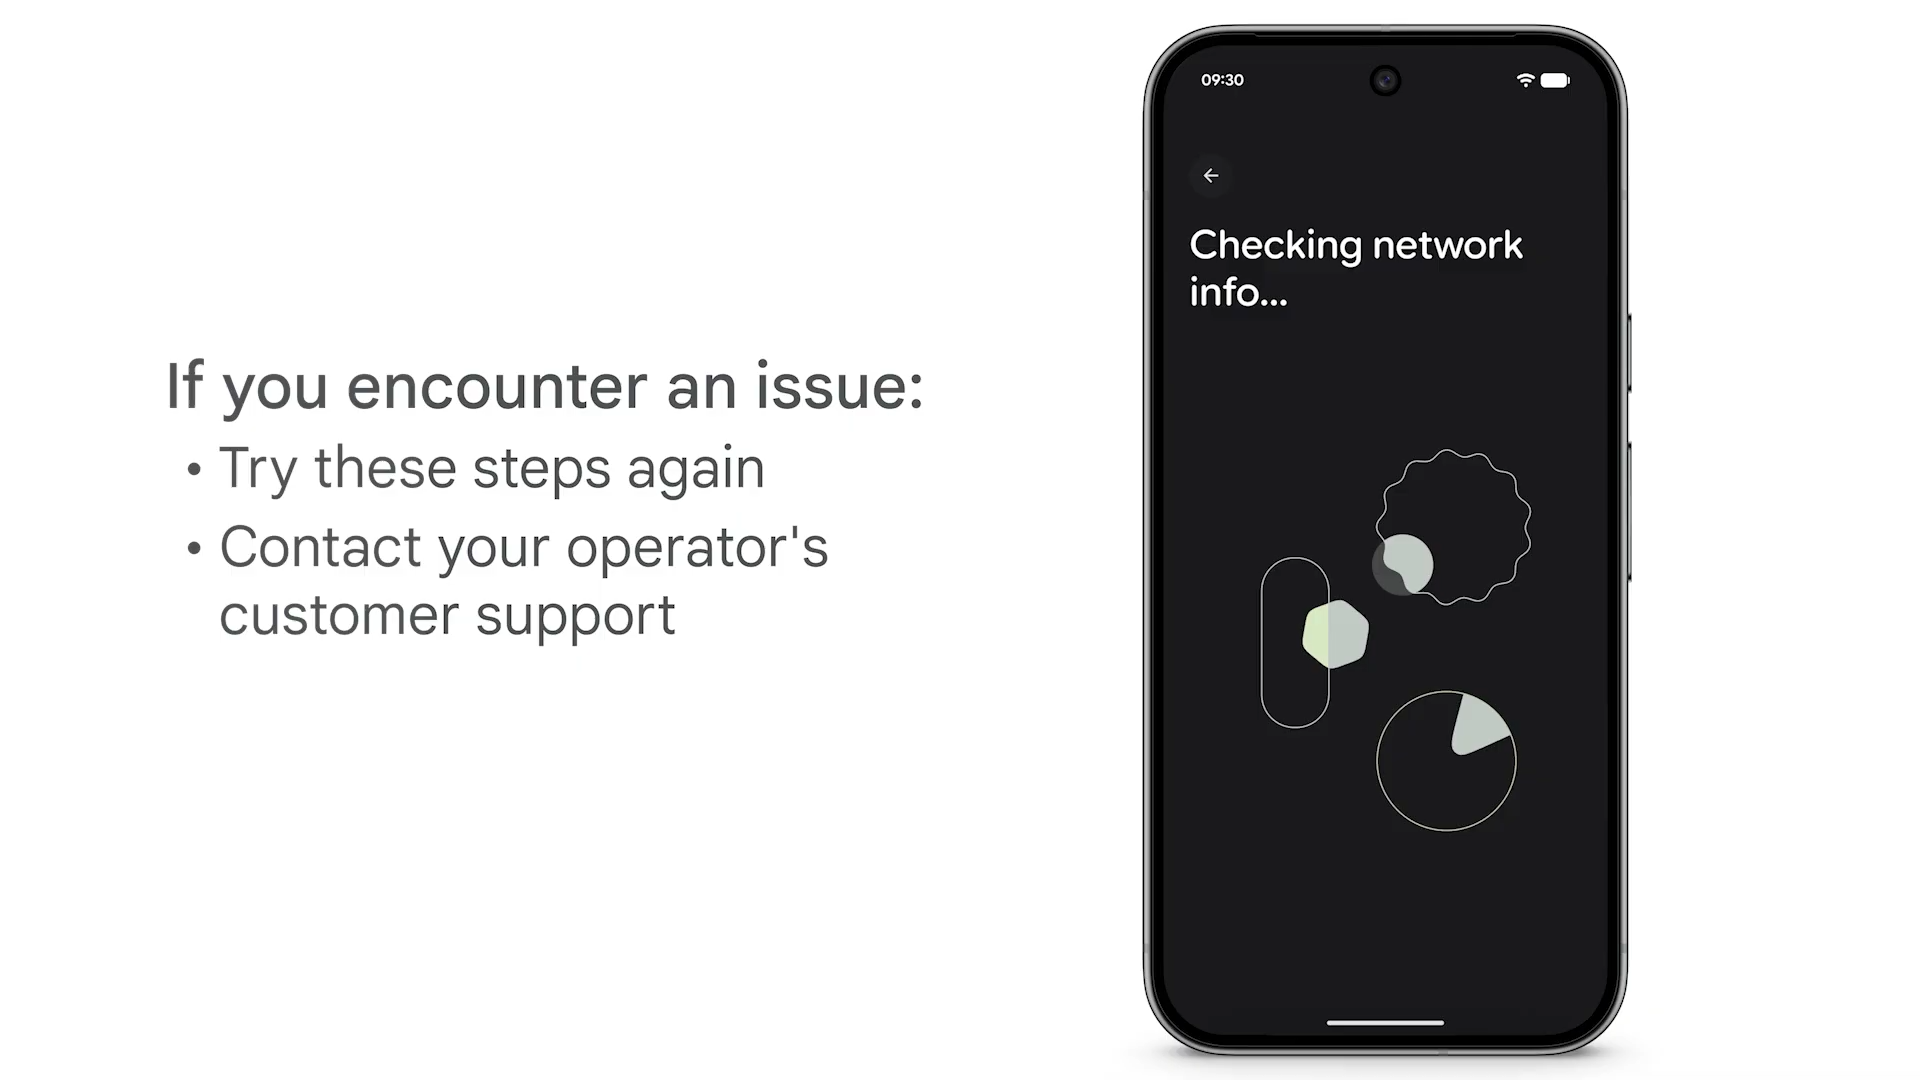 If you encounter an issue:
• Try these steps again
• Contact your operator's
customer support
09:30
Checking network
info...